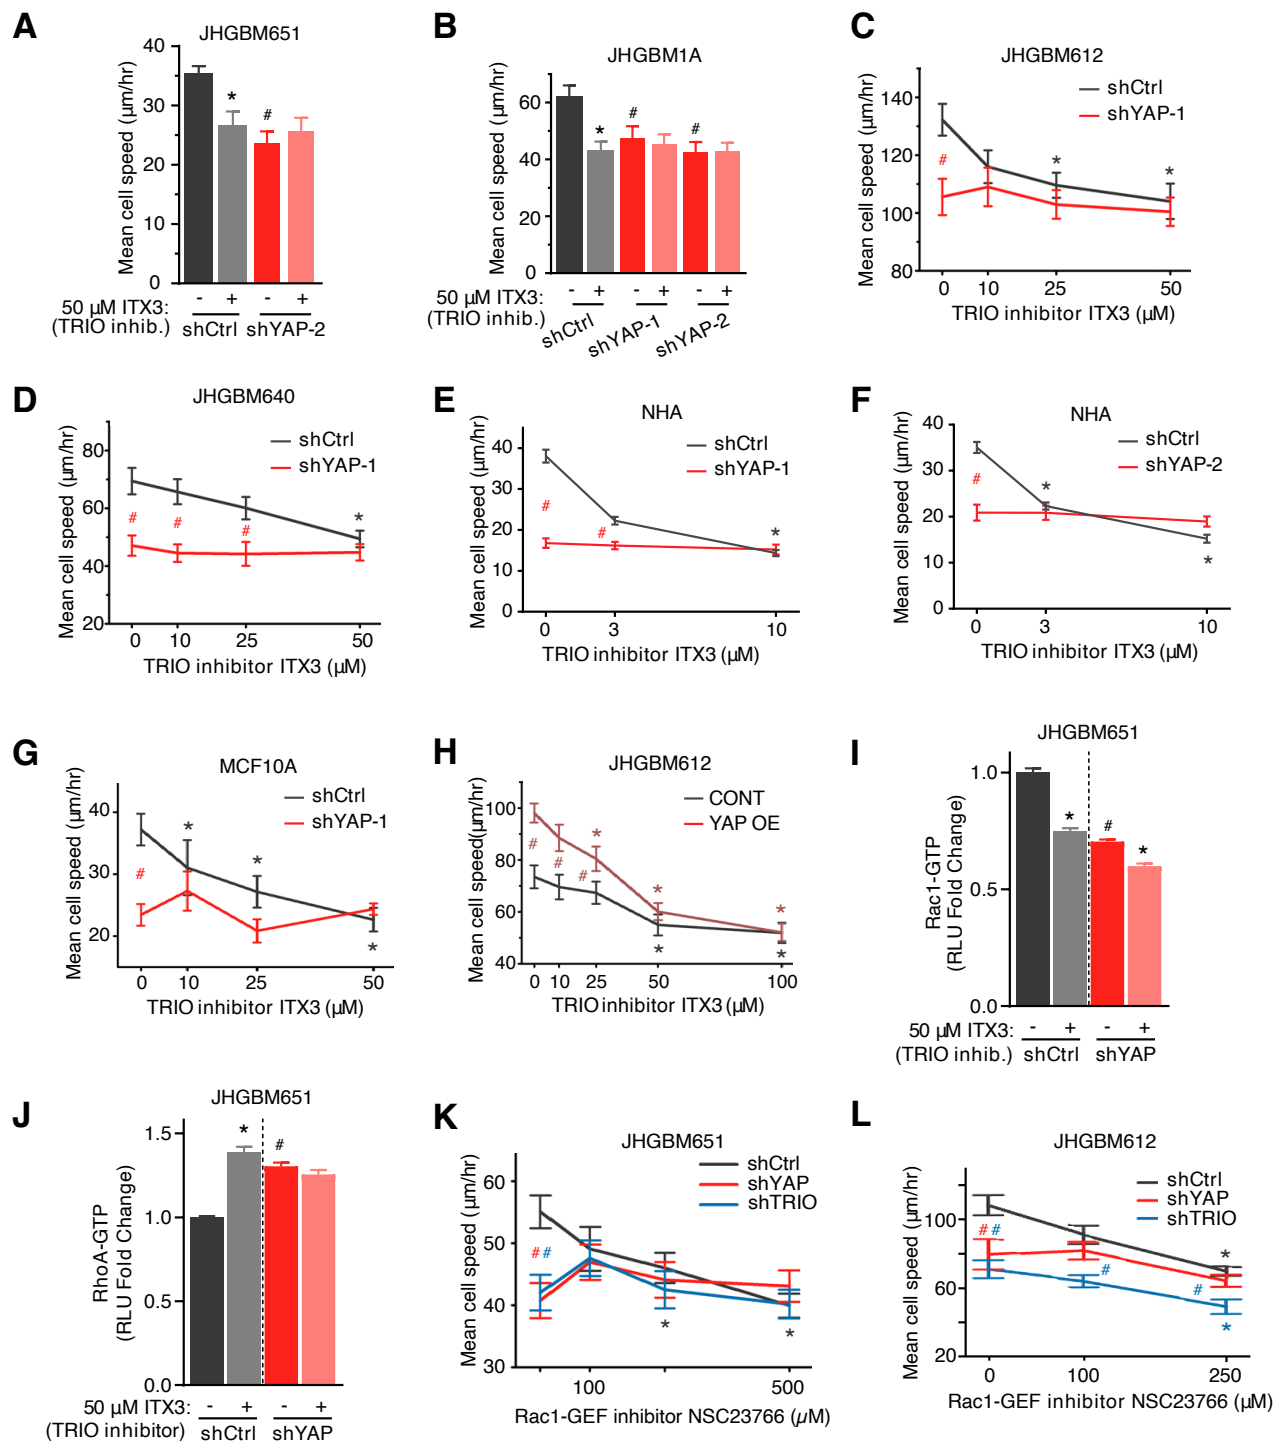 A
JHGBM651
Mean cell speed (µm/hr)
40
30
20
10
0
*
#
50 µM ITX3: - + - +
(TRIO inhib.) shCtrl shYAP-2
B
JHGBM1A
Mean cell speed (µm/hr)
60
40
20
0
*
#
#
50 µM ITX3: - + - + - +
(TRIO inhib.) shCtrl shYAP-1 shYAP-2
C
JHGBM612
Mean cell speed (µm/hr)
shCtrl
shYAP-1
140
120
100
80
#
*
*
0 10 25 50
TRIO inhibitor ITX3 (µM)
D
JHGBM640
Mean cell speed (µm/hr)
shCtrl
shYAP-1
80
60
40
20
# # # *
0 10 25 50
TRIO inhibitor ITX3 (µM)
E
NHA
Mean cell speed (µm/hr)
shCtrl
shYAP-1
40
30
20
10
0
# # *
0 3 10
TRIO inhibitor ITX3 (µM)
F
NHA
Mean cell speed (µm/hr)
shCtrl
shYAP-2
40
30
20
10
0
# * *
0 3 10
TRIO inhibitor ITX3 (µM)
G
MCF10A
Mean cell speed (µm/hr)
shCtrl
shYAP-1
40
30
20
# * * *
0 10 25 50
TRIO inhibitor ITX3 (µM)
H
JHGBM612
Mean cell speed(µm/hr)
CONT
YAP OE
100
80
60
40
# # # * * * * *
0 10 25 50 100
TRIO inhibitor ITX3 (µM)
I
JHGBM651
Rac1-GTP
(RLU Fold Change)
1.0
0.5
0.0
* # *
50 µM ITX3: - + - +
(TRIO inhib.) shCtrl shYAP
J
JHGBM651
RhoA-GTP
(RLU Fold Change)
1.5
1.0
0.5
0.0
* #
50 µM ITX3: - + - +
(TRIO inhibitor) shCtrl shYAP
K
JHGBM651
Mean cell speed (µm/hr)
shCtrl
shYAP
shTRIO
60
50
40
30
## * *
100 500
Rac1-GEF inhibitor NSC23766 (µM)
L
JHGBM612
Mean cell speed (µm/hr)
shCtrl
shYAP
shTRIO
100
60
20
## # # * *
0 100 250
Rac1-GEF inhibitor NSC23766 (µM)